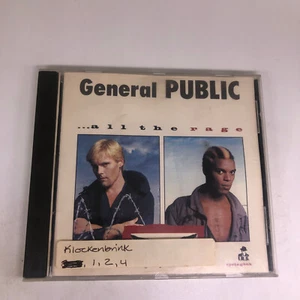 General PUBLIC
...all the rage
Klockenbrink
1, 2, 4